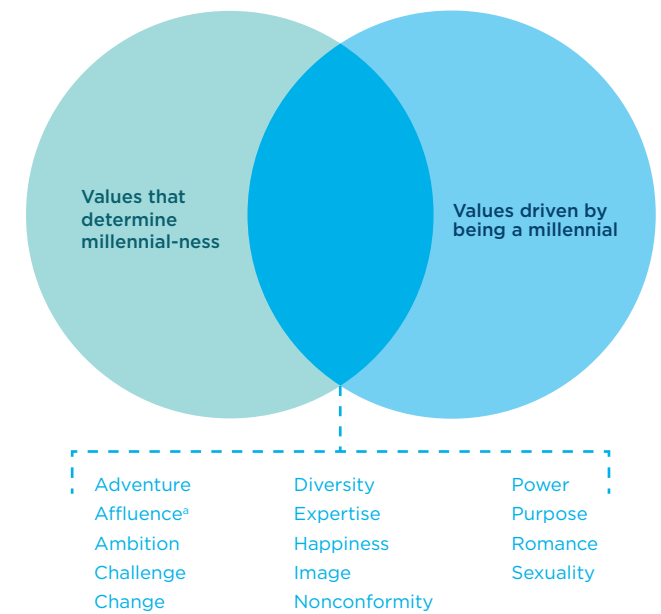 Values that
determine
millennial-ness
Values driven by
being a millennial
Adventure
Affluenceᵃ
Ambition
Challenge
Change
Diversity
Expertise
Happiness
Image
Nonconformity
Power
Purpose
Romance
Sexuality